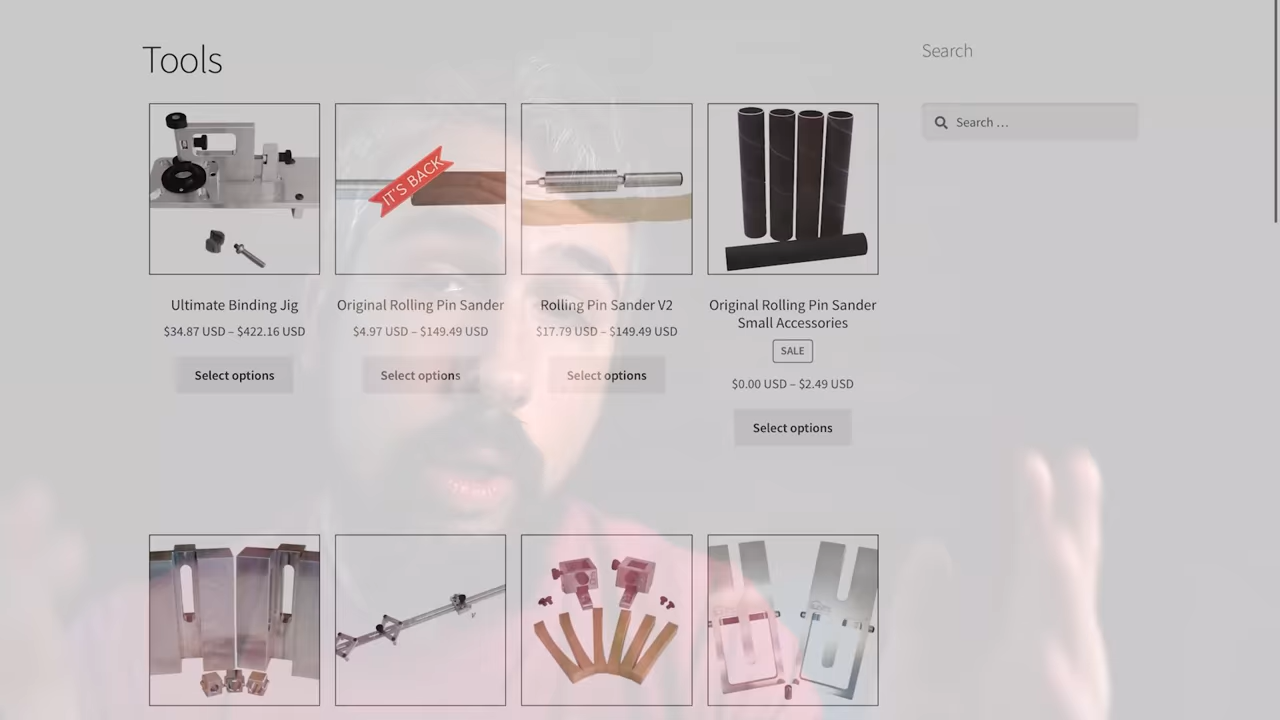 Tools
Search
Search …
IT'S BACK
Ultimate Binding Jig
$34.87 USD – $422.16 USD
Select options
Original Rolling Pin Sander
$4.97 USD – $149.49 USD
Select options
Rolling Pin Sander V2
$17.79 USD – $149.49 USD
Select options
Original Rolling Pin Sander
Small Accessories
SALE
$0.00 USD – $2.49 USD
Select options